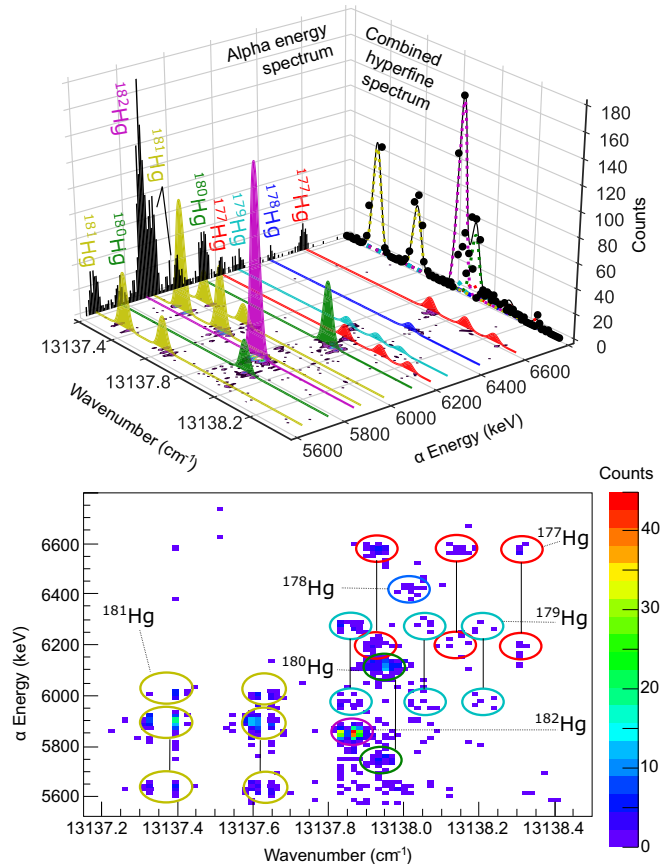 Alpha energy
spectrum
Combined
hyperfine
spectrum
¹⁸¹Hg
¹⁸⁰Hg
¹⁸²Hg
¹⁸¹Hg
¹⁸⁰Hg
¹⁷⁷Hg
¹⁷⁹Hg
¹⁷⁸Hg
¹⁷⁷Hg
180
160
140
120
100
80
60
40
20
0
Counts
13137.4
13137.8
13138.2
Wavenumber (cm⁻¹)
5600
5800
6000
6200
6400
6600
α Energy (keV)
Counts
6600
6400
6200
6000
5800
5600
α Energy (keV)
¹⁸¹Hg
¹⁷⁸Hg
¹⁸⁰Hg
¹⁷⁷Hg
¹⁷⁹Hg
¹⁸²Hg
40
30
20
10
0
13137.2 13137.4 13137.6 13137.8 13138.0 13138.2 13138.4
Wavenumber (cm⁻¹)